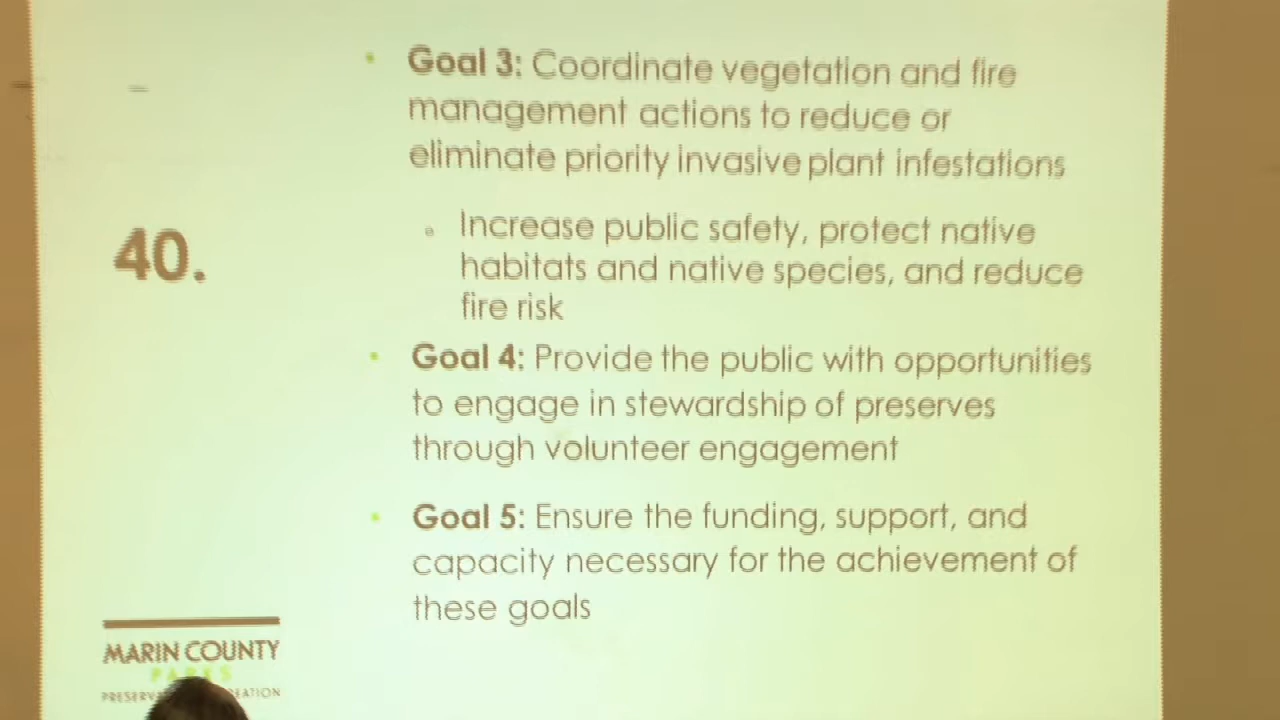 Goal 3: Coordinate vegetation and fire
management actions to reduce or
eliminate priority invasive plant infestations
Increase public safety, protect native
habitats and native species, and reduce
fire risk
40.
Goal 4: Provide the public with opportunities
to engage in stewardship of preserves
through volunteer engagement
Goal 5: Ensure the funding, support, and
capacity necessary for the achievement of
these goals
MARIN COUNTY
PARKS